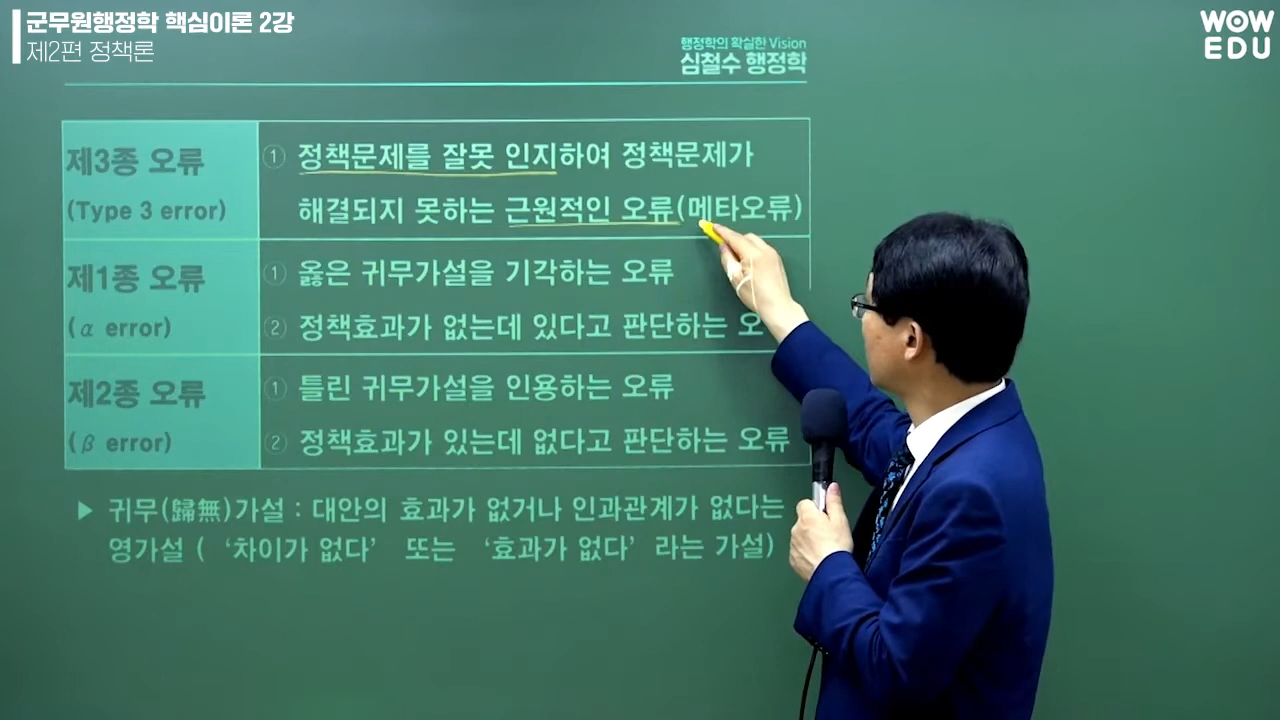 군무원행정학 핵심이론 2강
제2편 정책론
WOW
EDU
행정학의 확실한 Vision
심철수 행정학
제3종 오류
(Type 3 error)
① 정책문제를 잘못 인지하여 정책문제가
해결되지 못하는 근원적인 오류(메타오류)
제1종 오류
(α error)
① 옳은 귀무가설을 기각하는 오류
② 정책효과가 없는데 있다고 판단하는 오
제2종 오류
(β error)
① 틀린 귀무가설을 인용하는 오류
② 정책효과가 있는데 없다고 판단하는 오류
▶ 귀무(歸無)가설 : 대안의 효과가 없거나 인과관계가 없다는
영가설 ( ‘차이가 없다’ 또는 ‘효과가 없다’ 라는 가설)